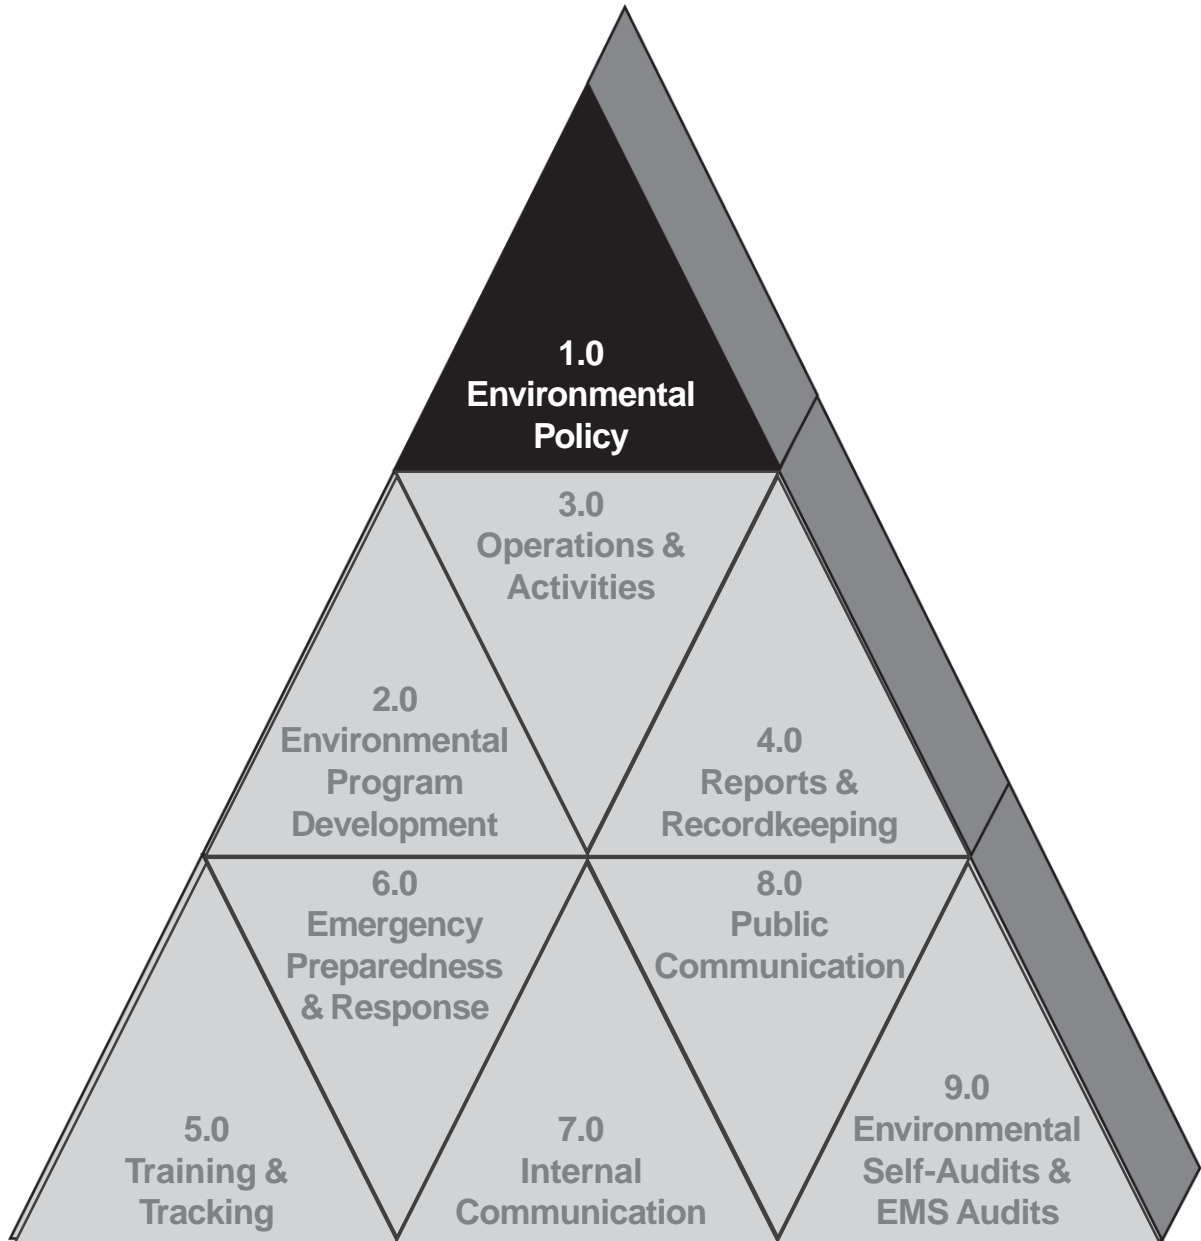 1.0
Environmental
Policy
3.0
Operations &
Activities
2.0
Environmental
Program
Development
4.0
Reports &
Recordkeeping
6.0
Emergency
Preparedness
& Response
8.0
Public
Communication
5.0
Training &
Tracking
7.0
Internal
Communication
9.0
Environmental
Self-Audits &
EMS Audits